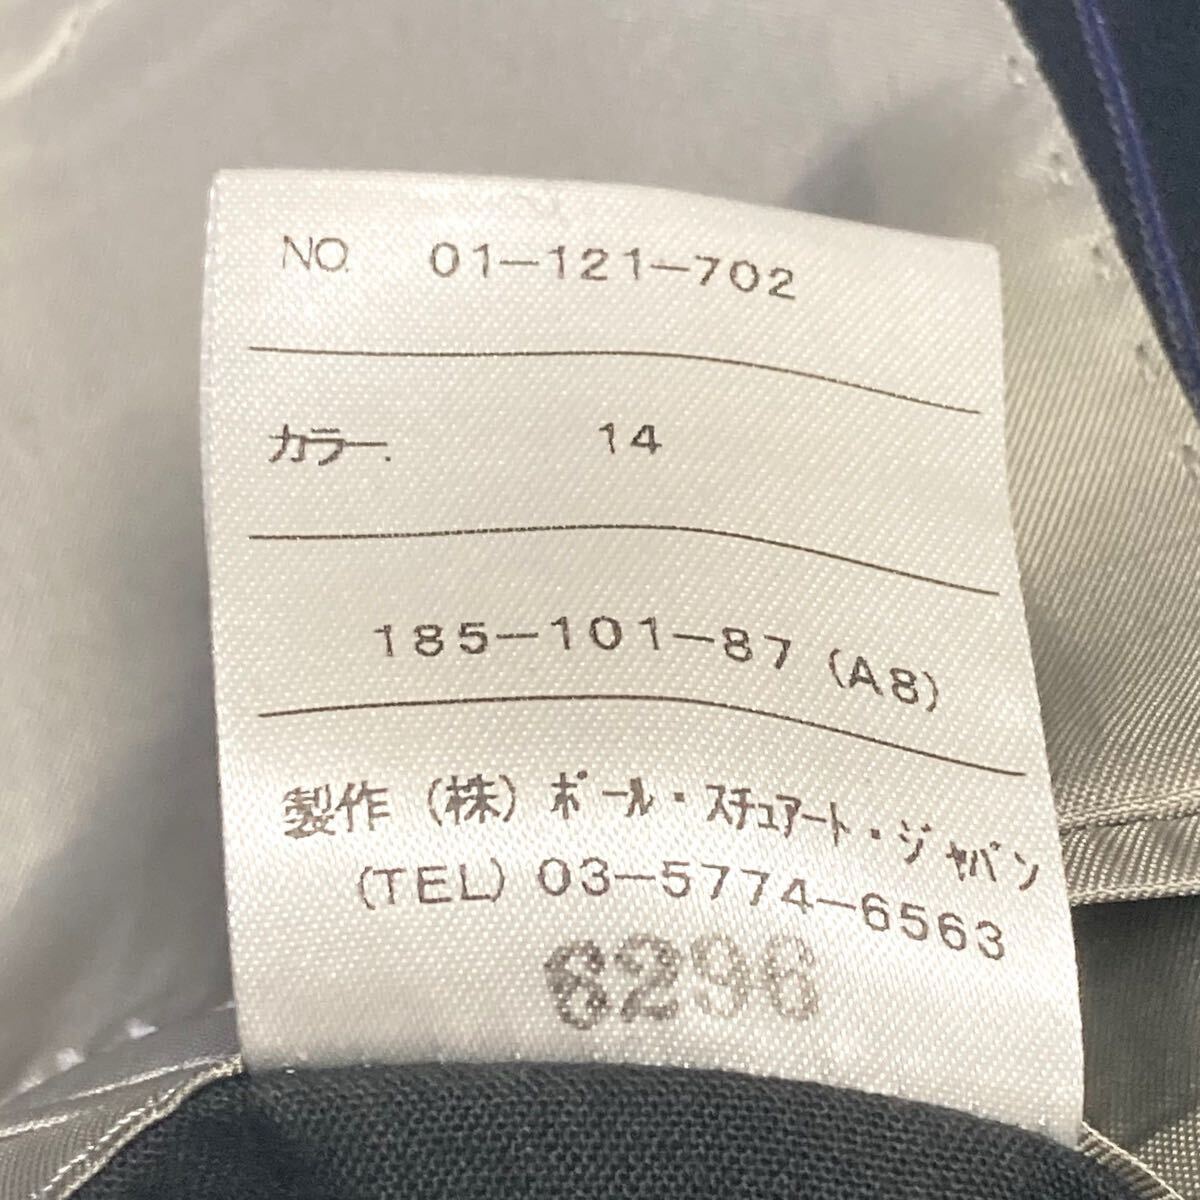 NO. 01-121-702
カラー. 14
185-101-87 (A8)
製作 (株) ポール・スチュアート・ジャパン
(TEL) 03-5774-6563
6296